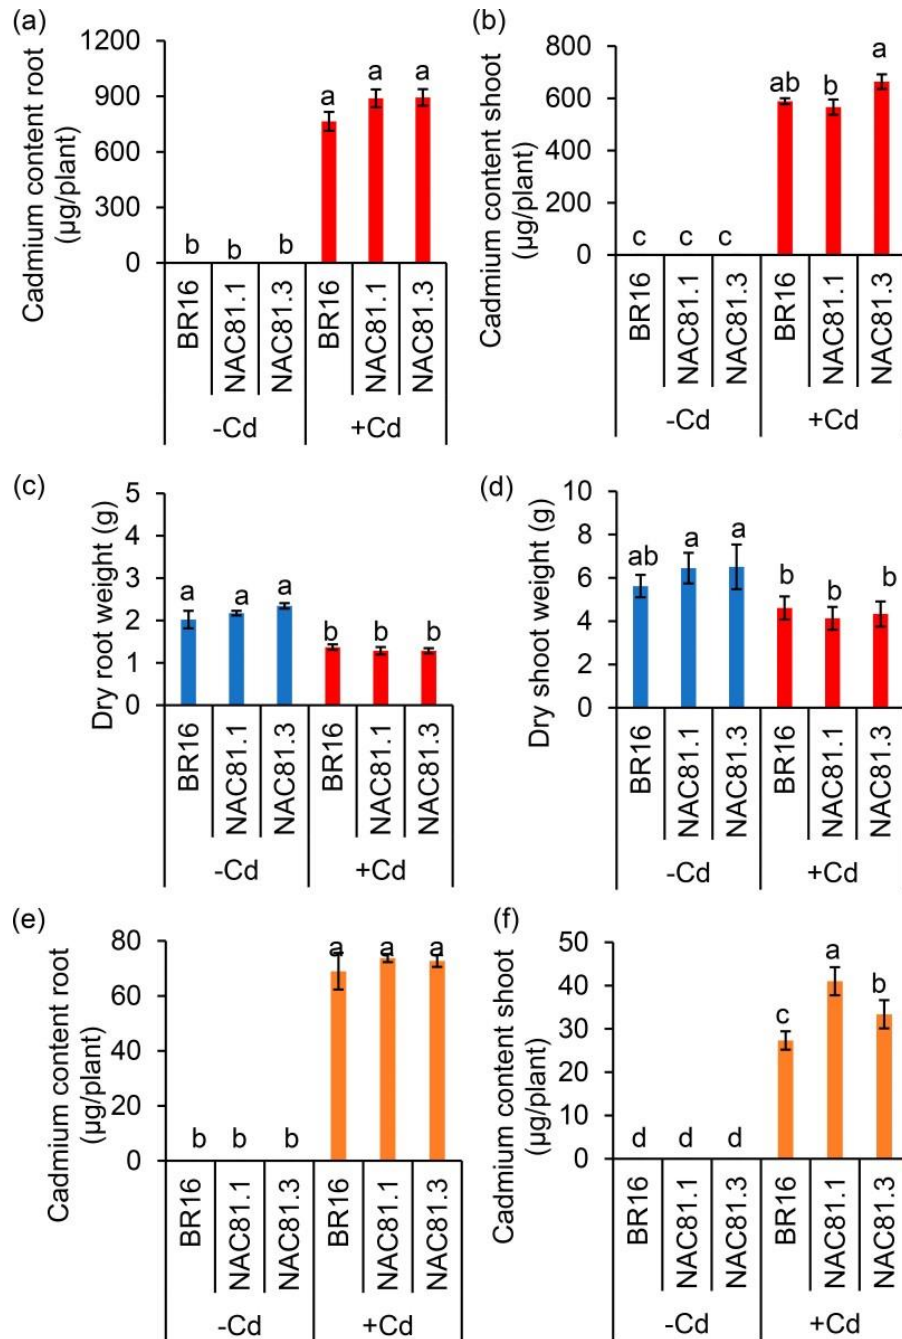 (a)
Cadmium content root
(µg/plant)
1200
900
600
300
0
b
b
b
a
a
a
BR16
NAC81.1
NAC81.3
BR16
NAC81.1
NAC81.3
-Cd
+Cd
(b)
Cadmium content shoot
(µg/plant)
800
600
400
200
0
c
c
c
ab
b
a
BR16
NAC81.1
NAC81.3
BR16
NAC81.1
NAC81.3
-Cd
+Cd
(c)
Dry root weight (g)
5
4
3
2
1
0
a
a
a
b
b
b
BR16
NAC81.1
NAC81.3
BR16
NAC81.1
NAC81.3
-Cd
+Cd
(d)
Dry shoot weight (g)
10
8
6
4
2
0
ab
a
a
b
b
b
BR16
NAC81.1
NAC81.3
BR16
NAC81.1
NAC81.3
-Cd
+Cd
(e)
Cadmium content root
(µg/plant)
80
60
40
20
0
b
b
b
a
a
a
BR16
NAC81.1
NAC81.3
BR16
NAC81.1
NAC81.3
-Cd
+Cd
(f)
Cadmium content shoot
(µg/plant)
50
40
30
20
10
0
d
d
d
c
a
b
BR16
NAC81.1
NAC81.3
BR16
NAC81.1
NAC81.3
-Cd
+Cd